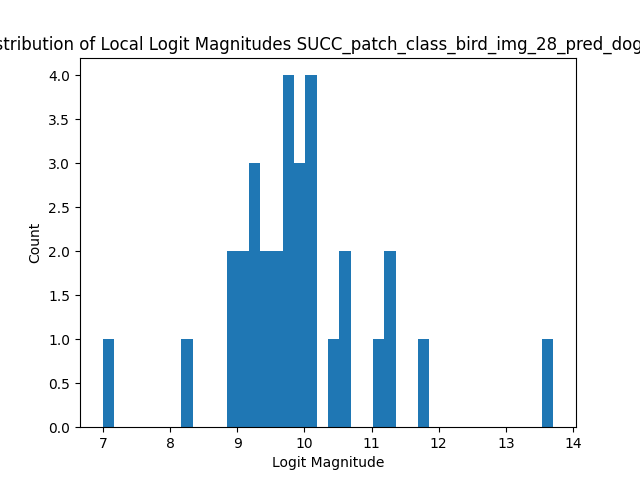 stribution of Local Logit Magnitudes SUCC_patch_class_bird_img_28_pred_dog
4.0
3.5
3.0
2.5
2.0
1.5
1.0
0.5
0.0
Count
7 8 9 10 11 12 13 14
Logit Magnitude